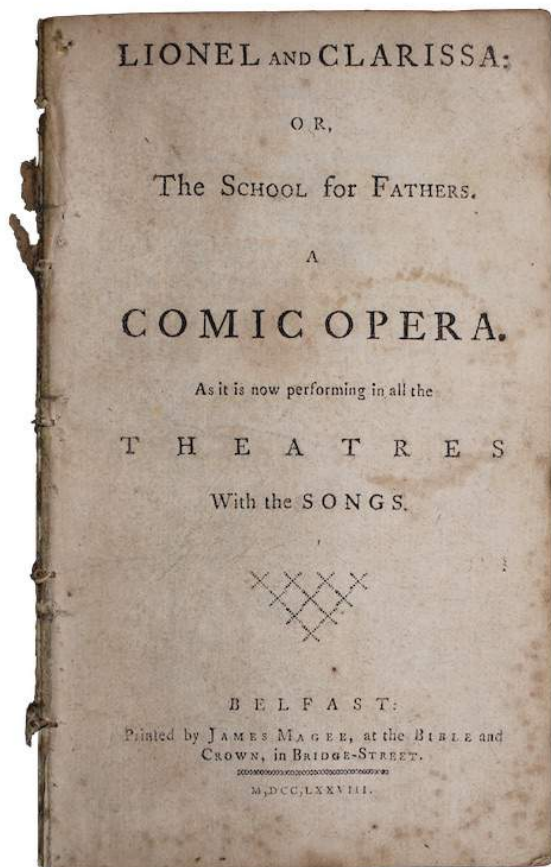 LIONEL AND CLARISSA:
OR,
The SCHOOL for FATHERS.
A
COMIC OPERA.
As it is now performing in all the
THEATRES
With the SONGS.
BELFAST:
Printed by JAMES MAGEE, at the BIBLE and
CROWN, in BRIDGE-STREET.
M,DCC,LXXVIII.